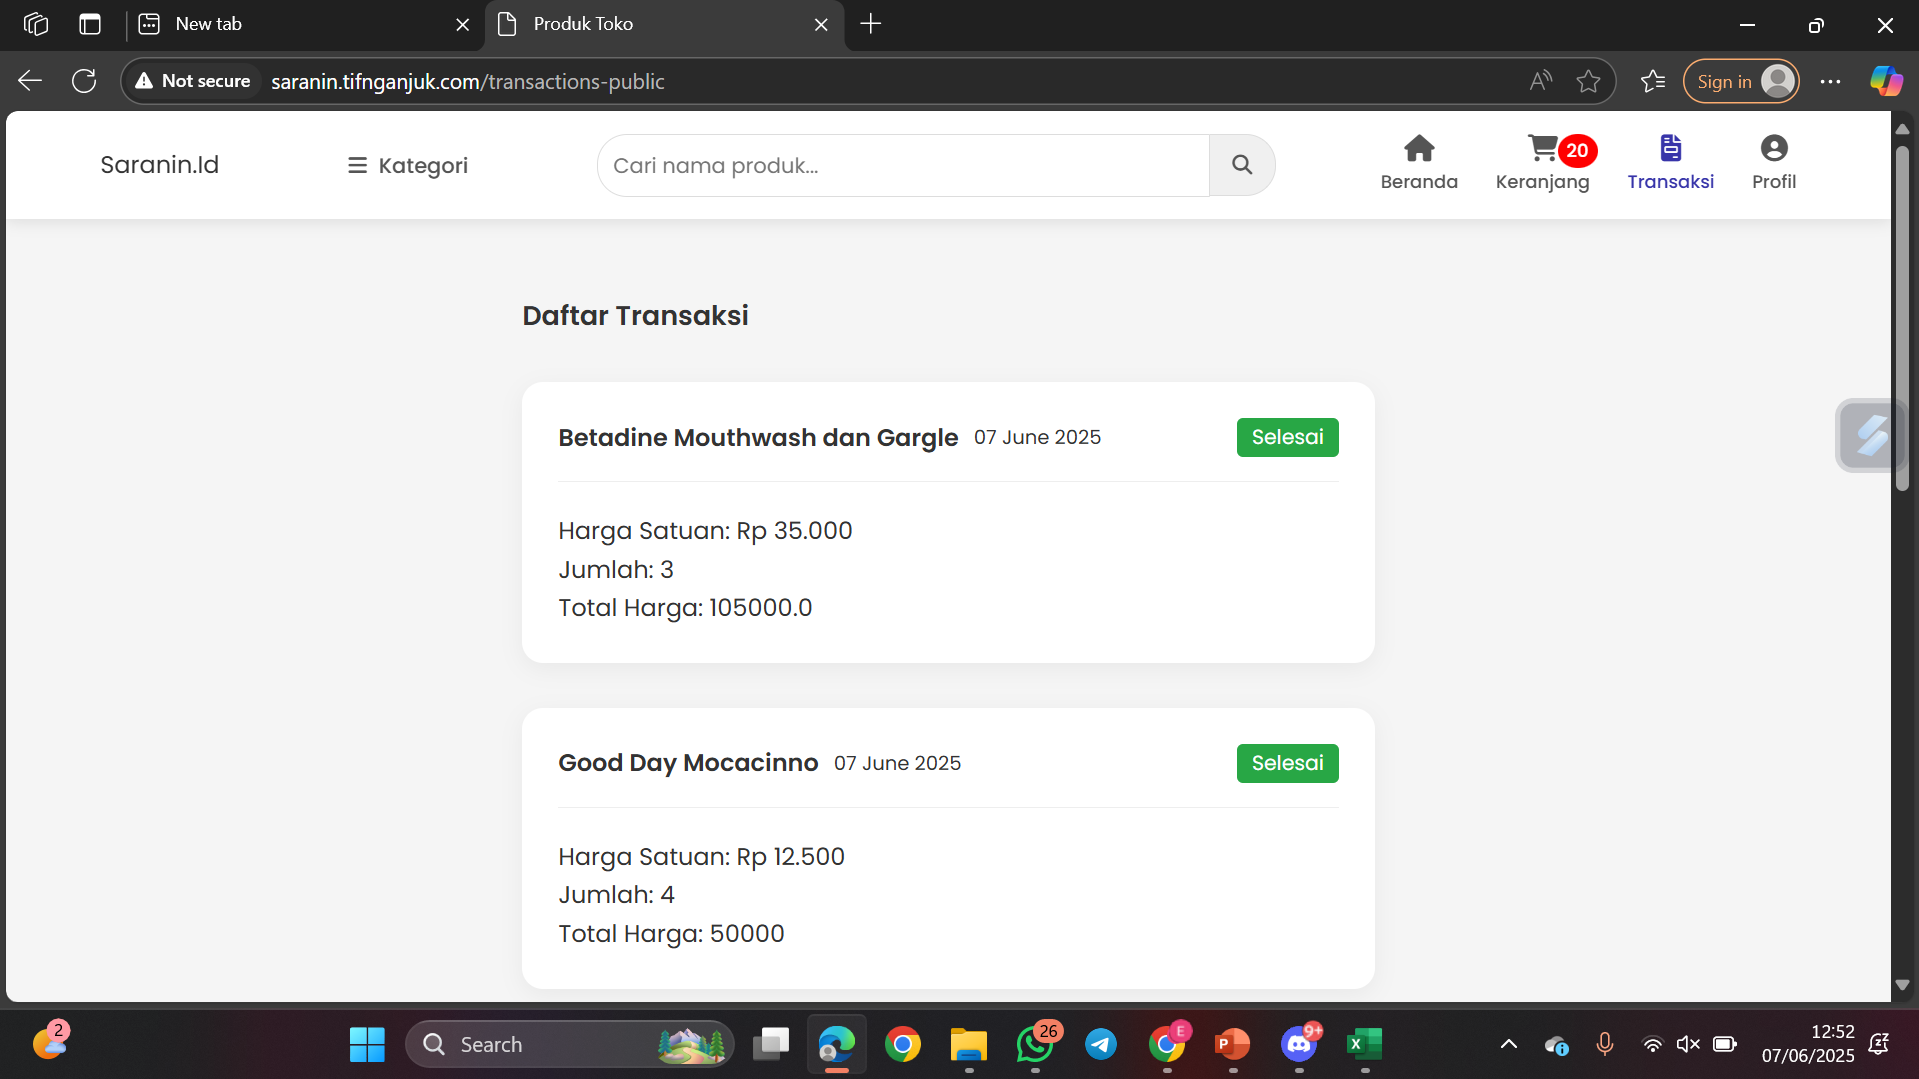 New tab
Produk Toko
Not secure
saranin.tifnganjuk.com/transactions-public
Sign in
Saranin.Id
Kategori
Cari nama produk...
Beranda
20
Keranjang
Transaksi
Profil
Daftar Transaksi
Betadine Mouthwash dan Gargle 07 June 2025
Selesai
Harga Satuan: Rp 35.000
Jumlah: 3
Total Harga: 105000.0
Good Day Mocacinno 07 June 2025
Selesai
Harga Satuan: Rp 12.500
Jumlah: 4
Total Harga: 50000
2
Search
26
E
P
9+
X
12:52
07/06/2025